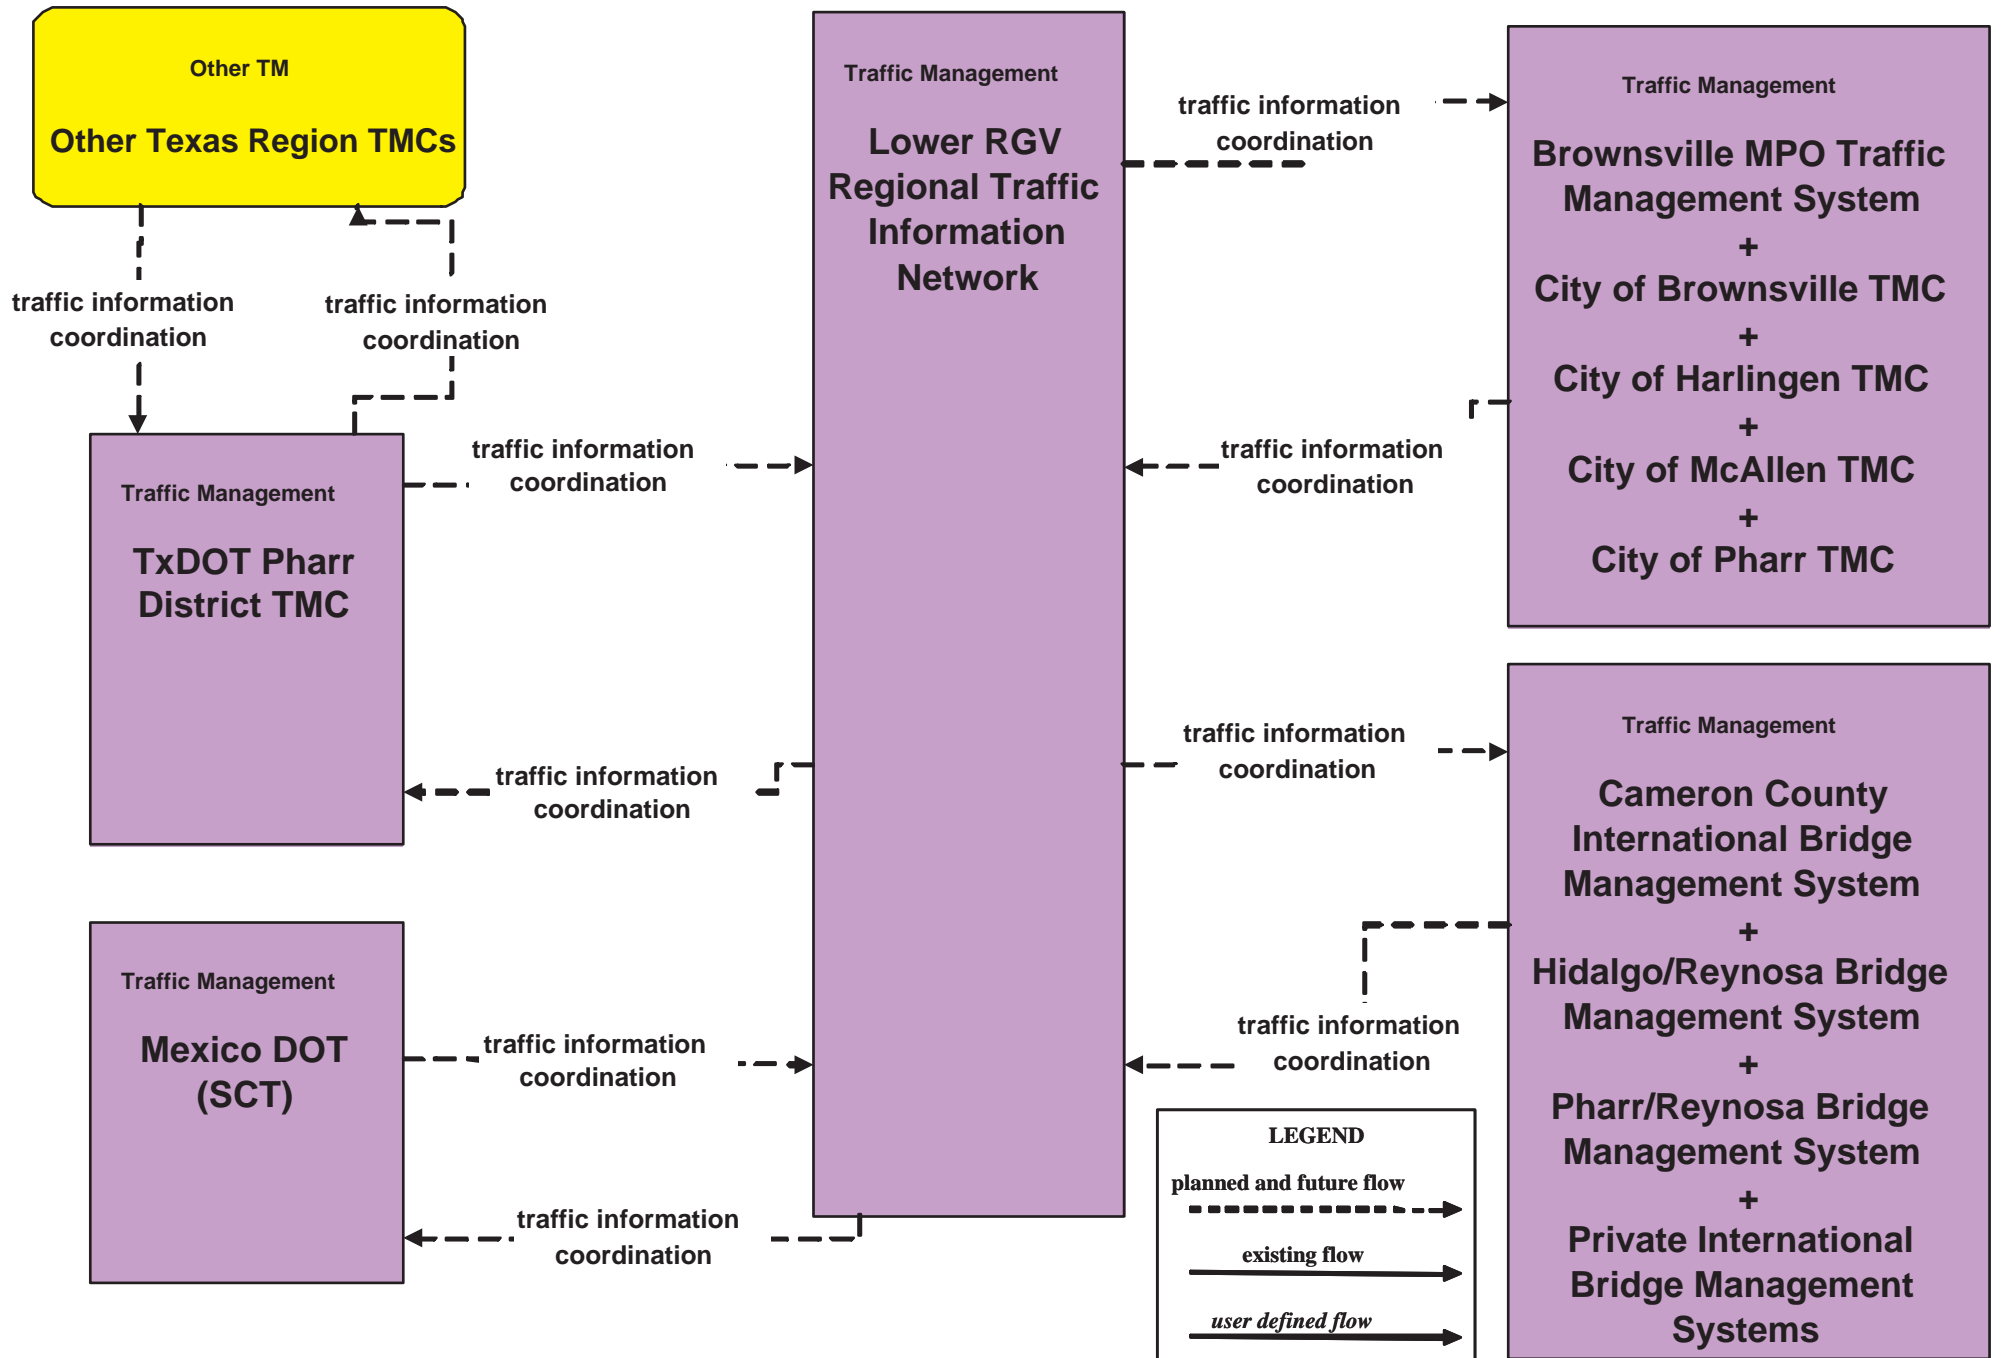 Other TM
Other Texas Region TMCs
traffic information
coordination
traffic information
coordination
Traffic Management
TxDOT Pharr
District TMC
traffic information
coordination
traffic information
coordination
Traffic Management
Mexico DOT
(SCT)
traffic information
coordination
traffic information
coordination
Traffic Management
Lower RGV
Regional Traffic
Information
Network
traffic information
coordination
traffic information
coordination
traffic information
coordination
traffic information
coordination
Traffic Management
Brownsville MPO Traffic
Management System
+
City of Brownsville TMC
+
City of Harlingen TMC
+
City of McAllen TMC
+
City of Pharr TMC
Traffic Management
Cameron County
International Bridge
Management System
+
Hidalgo/Reynosa Bridge
Management System
+
Pharr/Reynosa Bridge
Management System
+
Private International
Bridge Management
Systems
LEGEND
planned and future flow
existing flow
user defined flow